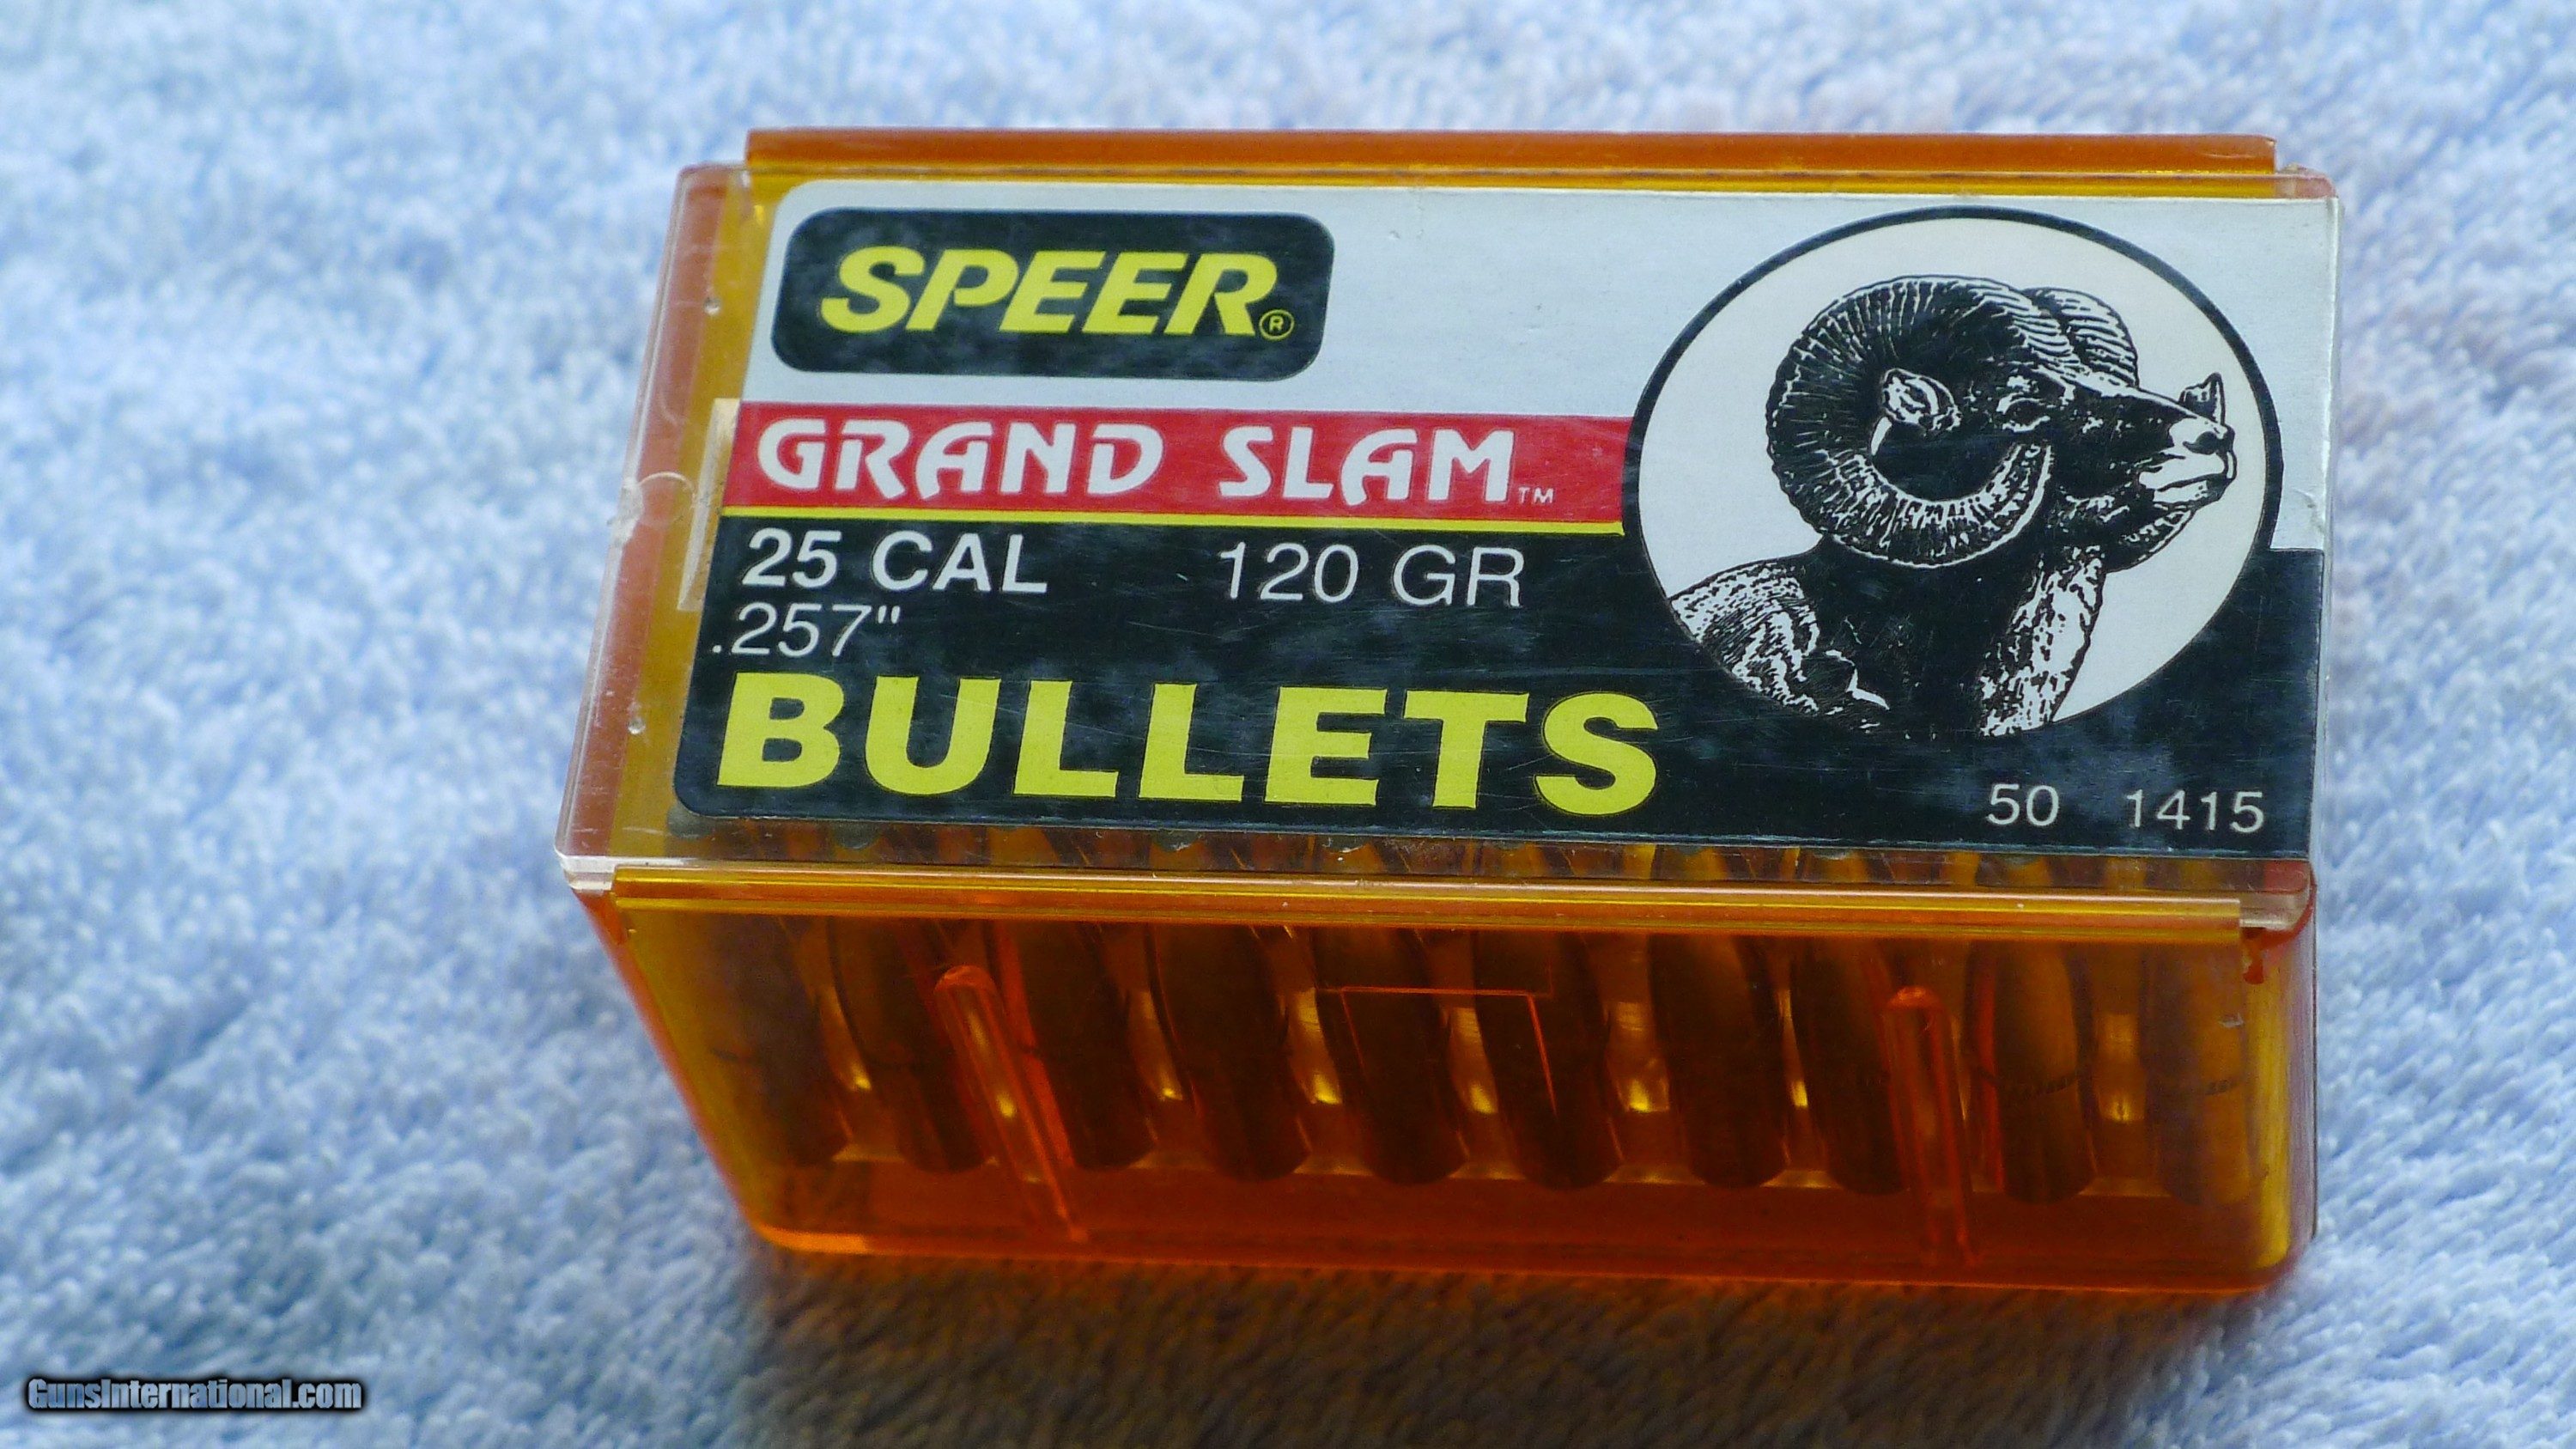 SPEER®
GRAND SLAM™
25 CAL 120 GR
.257"
BULLETS
50 1415
GunsInternational.com